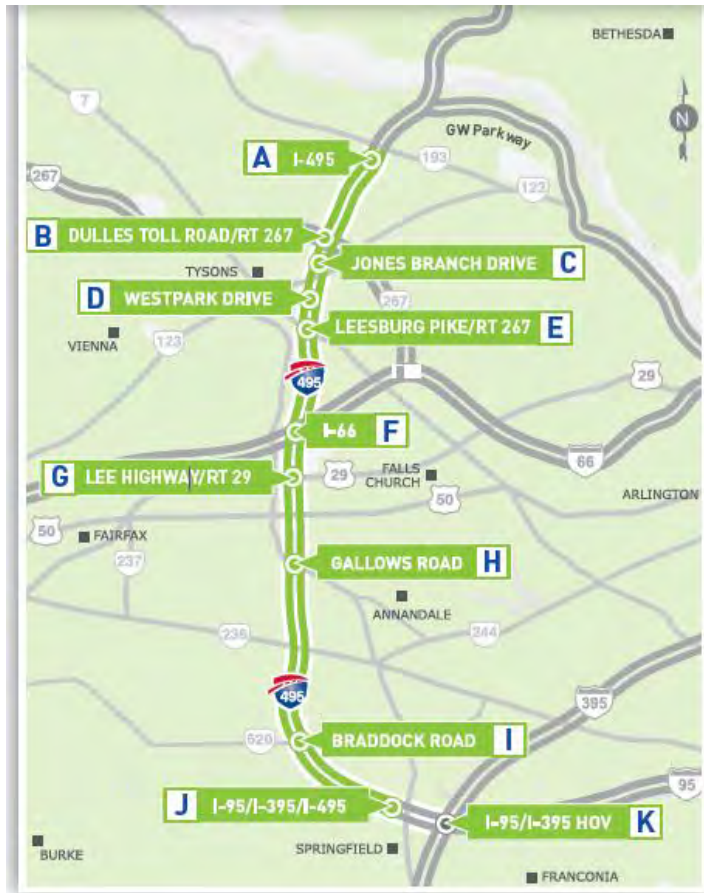 BETHESDA
7
GW Parkway
N
A I-495
193
123
267
B DULLES TOLL ROAD/RT 267
JONES BRANCH DRIVE C
TYSONS
D WESTPARK DRIVE
267
LEESBURG PIKE/RT 267 E
VIENNA
123
495
29
I-66 F
66
G LEE HIGHWAY/RT 29
29
FALLS
CHURCH
50
ARLINGTON
50
FAIRFAX
237
GALLOWS ROAD H
ANNANDALE
236
244
495
395
620
BRADDOCK ROAD I
95
J I-95/I-395/I-495
I-95/I-395 HOV K
SPRINGFIELD
BURKE
FRANCONIA